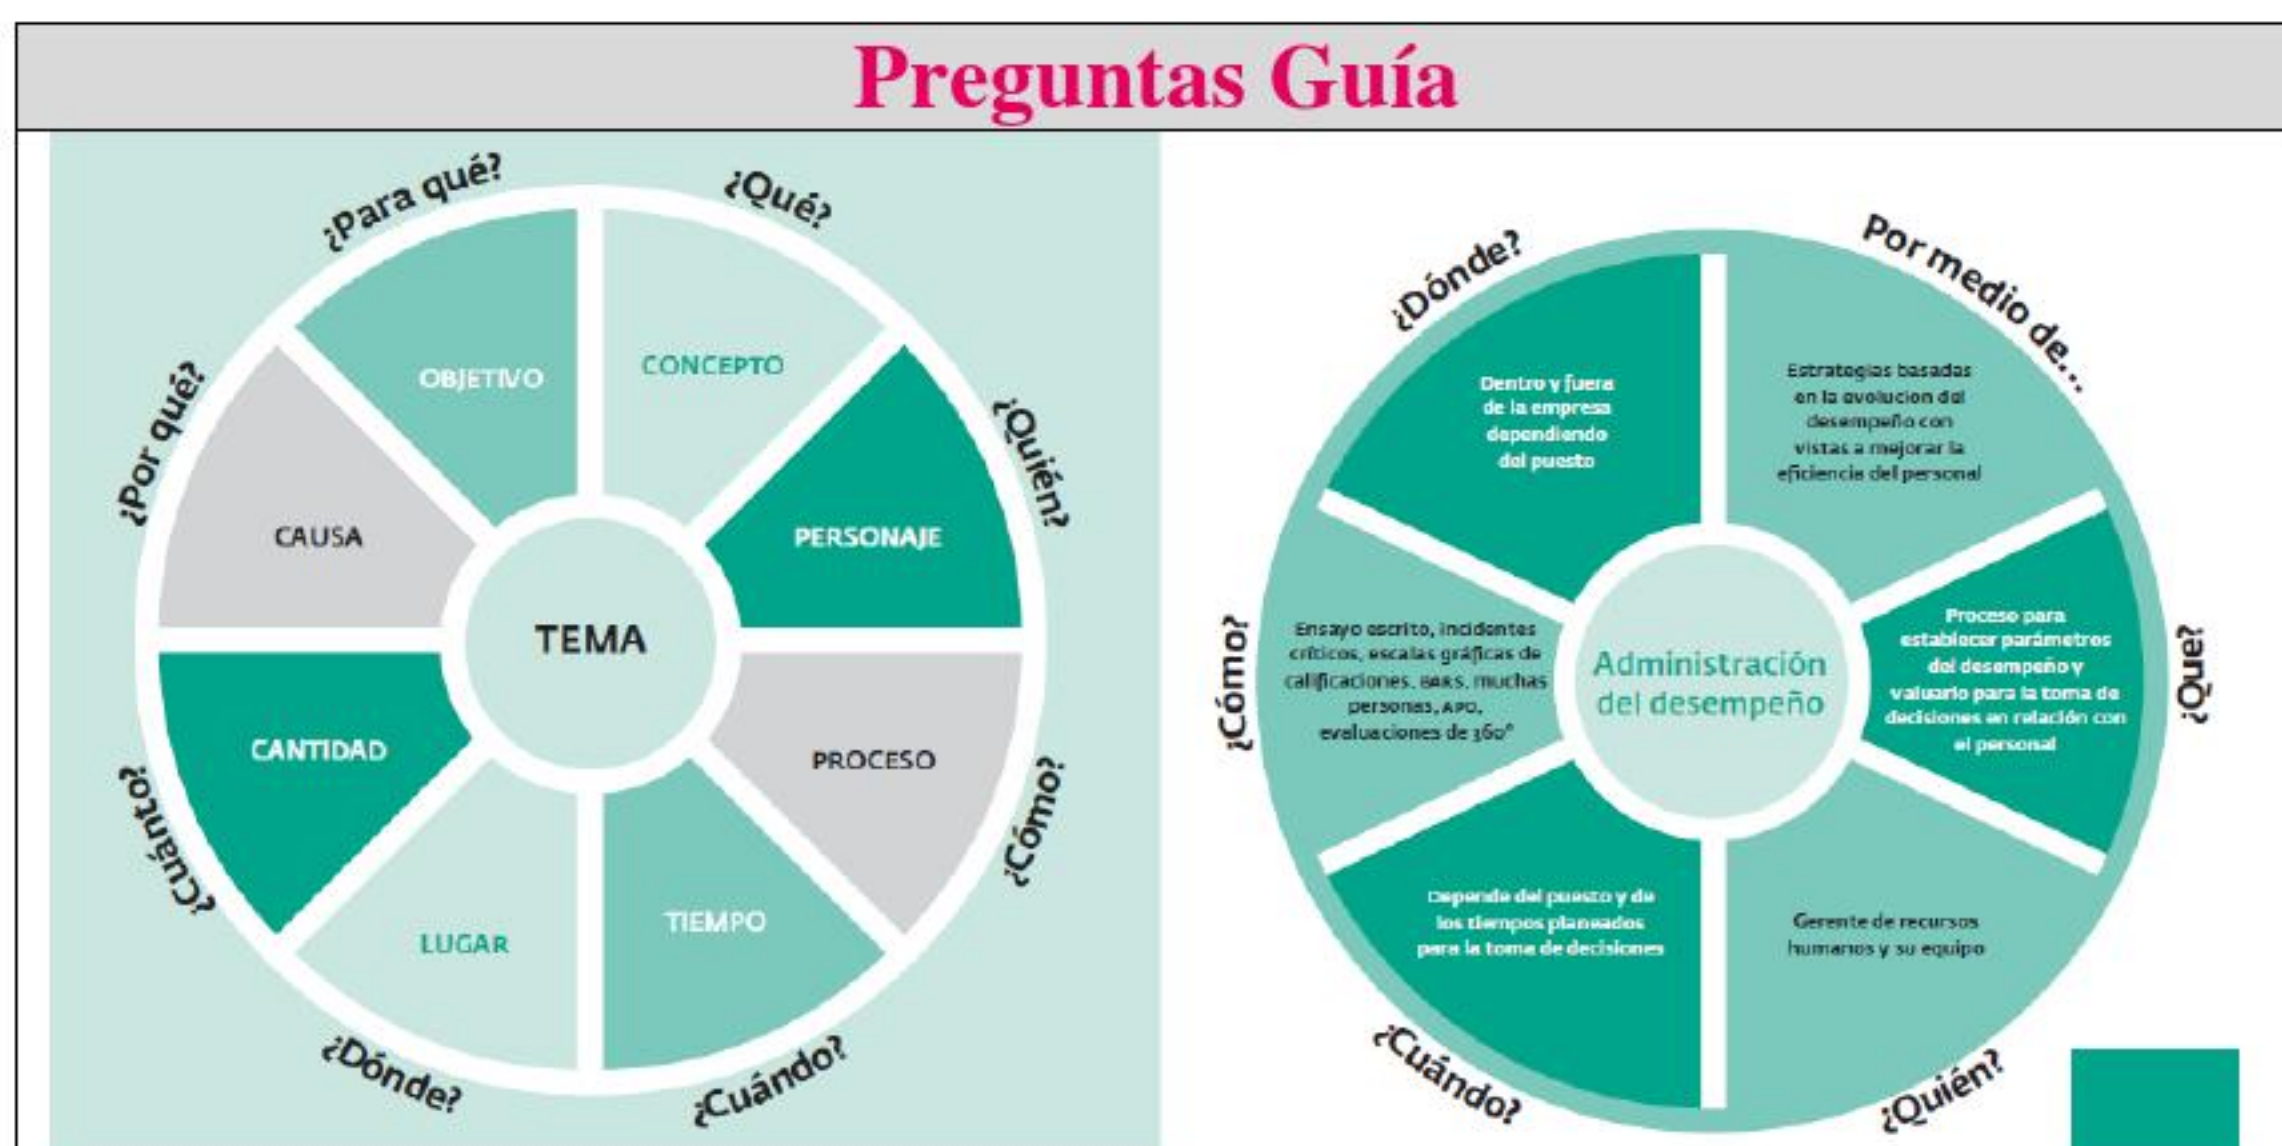 Preguntas Guía
¿Para qué?
¿Qué?
¿Quién?
¿Cómo?
¿Cuándo?
¿Dónde?
¿Cuánto?
¿Por qué?
OBJETIVO
CONCEPTO
PERSONAJE
PROCESO
TIEMPO
LUGAR
CANTIDAD
CAUSA
TEMA
¿Dónde?
Por medio de...
¿Qué?
¿Quién?
¿Cuándo?
¿Cómo?
Dentro y fuera
de la empresa
dependiendo
del puesto
Estrategias basadas
en la evolucion del
desempeño con
vistas a mejorar la
eficiencia del personal
Proceso para
establecer parámetros
del desempeño y
valuarlo para la toma de
decisiones en relación con
el personal
Gerente de recursos
humanos y su equipo
Depende del puesto y de
los tiempos planeados
para la toma de decisiones
Ensayo escrito, incidentes
críticos, escalas gráficas de
calificaciones, BARS, muchas
personas, APO,
evaluaciones de 360°
Administración
del desempeño